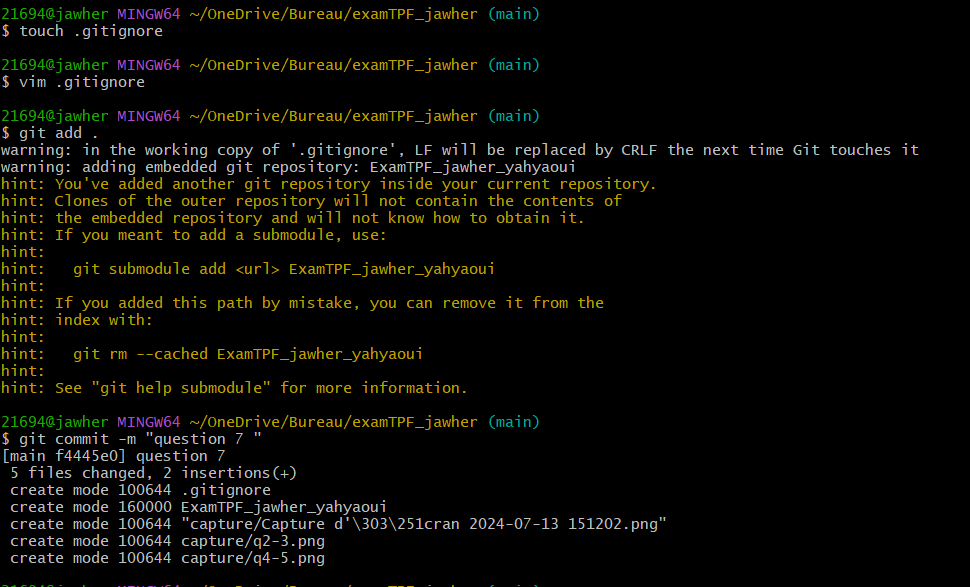 21694@jawher MINGW64 ~/OneDrive/Bureau/examTPF_jawher (main)
$ touch .gitignore
21694@jawher MINGW64 ~/OneDrive/Bureau/examTPF_jawher (main)
$ vim .gitignore
21694@jawher MINGW64 ~/OneDrive/Bureau/examTPF_jawher (main)
$ git add .
warning: in the working copy of '.gitignore', LF will be replaced by CRLF the next time Git touches it
warning: adding embedded git repository: ExamTPF_jawher_yahyaoui
hint: You've added another git repository inside your current repository.
hint: Clones of the outer repository will not contain the contents of
hint: the embedded repository and will not know how to obtain it.
hint: If you meant to add a submodule, use:
hint:
hint:   git submodule add <url> ExamTPF_jawher_yahyaoui
hint:
hint: If you added this path by mistake, you can remove it from the
hint: index with:
hint:
hint:   git rm --cached ExamTPF_jawher_yahyaoui
hint:
hint: See "git help submodule" for more information.
21694@jawher MINGW64 ~/OneDrive/Bureau/examTPF_jawher (main)
$ git commit -m "question 7 "
[main f4445e0] question 7
 5 files changed, 2 insertions(+)
 create mode 100644 .gitignore
 create mode 160000 ExamTPF_jawher_yahyaoui
 create mode 100644 "capture/Capture d'\303\251cran 2024-07-13 151202.png"
 create mode 100644 capture/q2-3.png
 create mode 100644 capture/q4-5.png